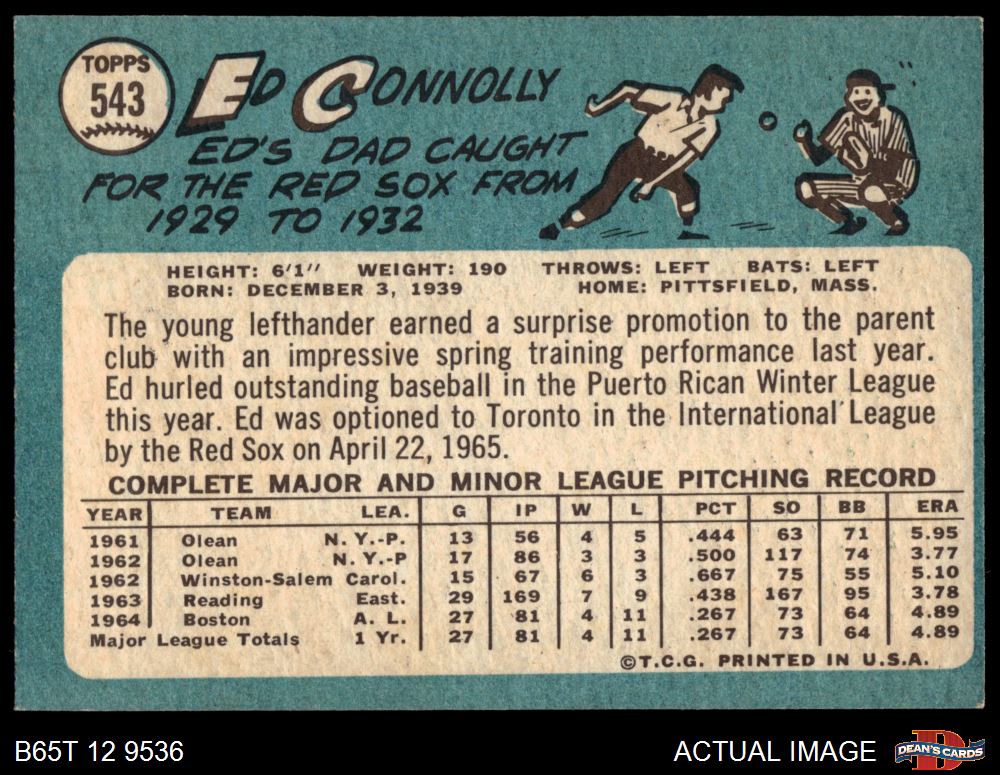 TOPPS
543
ED CONNOLLY
ED'S DAD CAUGHT
FOR THE RED SOX FROM
1929 TO 1932
HEIGHT: 6'1" WEIGHT: 190 THROWS: LEFT BATS: LEFT
BORN: DECEMBER 3, 1939 HOME: PITTSFIELD, MASS.
The young lefthander earned a surprise promotion to the parent
club with an impressive spring training performance last year.
Ed hurled outstanding baseball in the Puerto Rican Winter League
this year. Ed was optioned to Toronto in the International League
by the Red Sox on April 22, 1965.
COMPLETE MAJOR AND MINOR LEAGUE PITCHING RECORD
YEAR TEAM LEA. G IP W L PCT SO BB ERA
1961 Olean N. Y.-P. 13 56 4 5 .444 63 71 5.95
1962 Olean N. Y.-P 17 86 3 3 .500 117 74 3.77
1962 Winston-Salem Carol. 15 67 6 3 .667 75 55 5.10
1963 Reading East. 29 169 7 9 .438 167 95 3.78
1964 Boston A. L. 27 81 4 11 .267 73 64 4.89
Major League Totals 1 Yr. 27 81 4 11 .267 73 64 4.89
©T.C.G. PRINTED IN U.S.A.
B65T 12 9536
ACTUAL IMAGE
D
DEAN'S CARDS